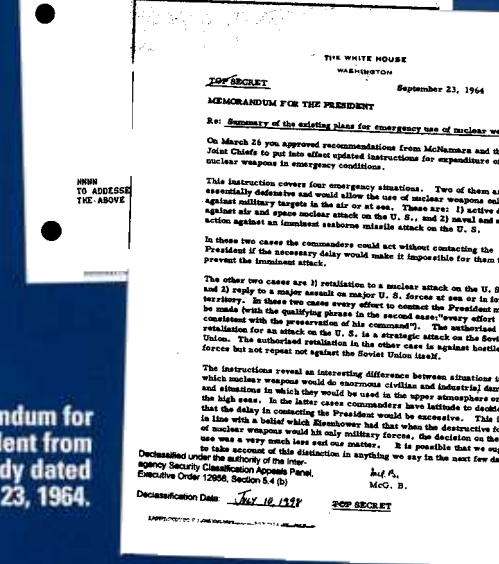 THE WHITE HOUSE
WASHINGTON
TOP SECRET
September 23, 1964
MEMORANDUM FOR THE PRESIDENT
Re: Summary of the existing plans for emergency use of nuclear we
On March 26 you approved recommendations from McNamara and th
Joint Chiefs to put into effect updated instructions for expenditure of
nuclear weapons in emergency conditions.
This instruction covers four emergency situations. Two of them ar
essentially defensive and would allow the use of nuclear weapons onl
against military targets in the air or at sea. These are: 1) active d
against air and space nuclear attack on the U. S., and 2) naval and a
action against an imminent seaborne missile attack on the U. S.
In these two cases the commanders could act without contacting the
President if the necessary delay would make it impossible for them t
prevent the imminent attack.
The other two cases are 1) retaliation to a nuclear attack on the U. S
and 2) reply to a major assault on major U. S. forces at sea or in fo
territory. In these two cases every effort to contact the President m
be made (with the qualifying phrase in the second case, "every effort
consistent with the preservation of his command"). The authorised
retaliation for an attack on the U. S. is a strategic attack on the Sovi
Union. The authorised retaliation in the other case is against hostile
forces but not repeat not against the Soviet Union itself.
The instructions reveal an interesting difference between situations i
which nuclear weapons would do enormous civilian and industrial dam
and situations in which they would be used in the upper atmosphere or
the high seas. In the latter cases commanders have latitude to decide
that the delay in contacting the President would be excessive. This i
in line with a belief which Eisenhower had that when the destructive fo
of nuclear weapons would hit only military forces, the decision on the
use was a very much less serious matter. It is possible that we oug
to take account of this distinction in anything we say in the next few da
Declassified under the authority of the Inter-
agency Security Classification Appeals Panel,
Executive Order 12958, Section 5.4 (b)
McG. B.
Declassification Date: July 10, 1998
TOP SECRET
NNNN
TO ADDRESSE
THE ABOVE
ndum for
dent from
dy dated
23, 1964.